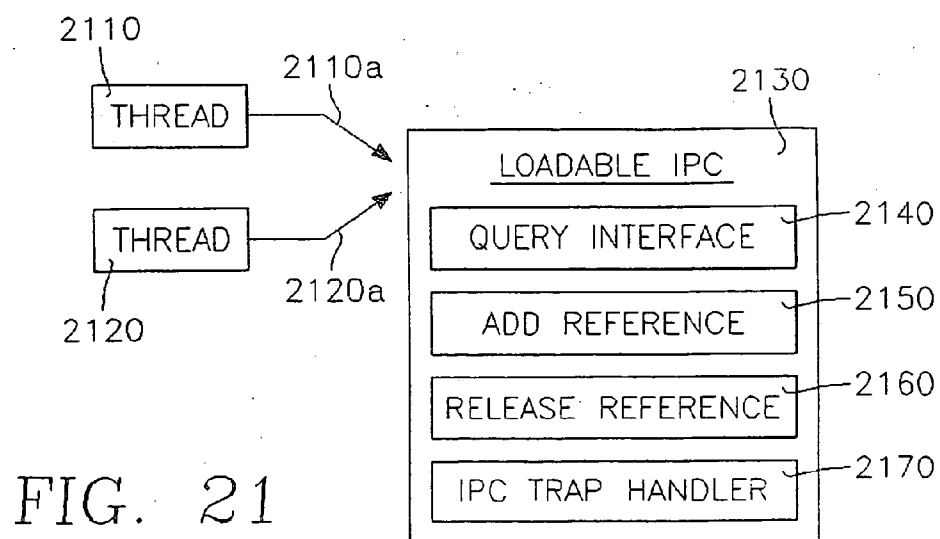 2110
2110a
THREAD
2130
LOADABLE IPC
2140
QUERY INTERFACE
THREAD
2120a
2120
2150
ADD REFERENCE
2160
RELEASE REFERENCE
2170
IPC TRAP HANDLER
FIG. 21